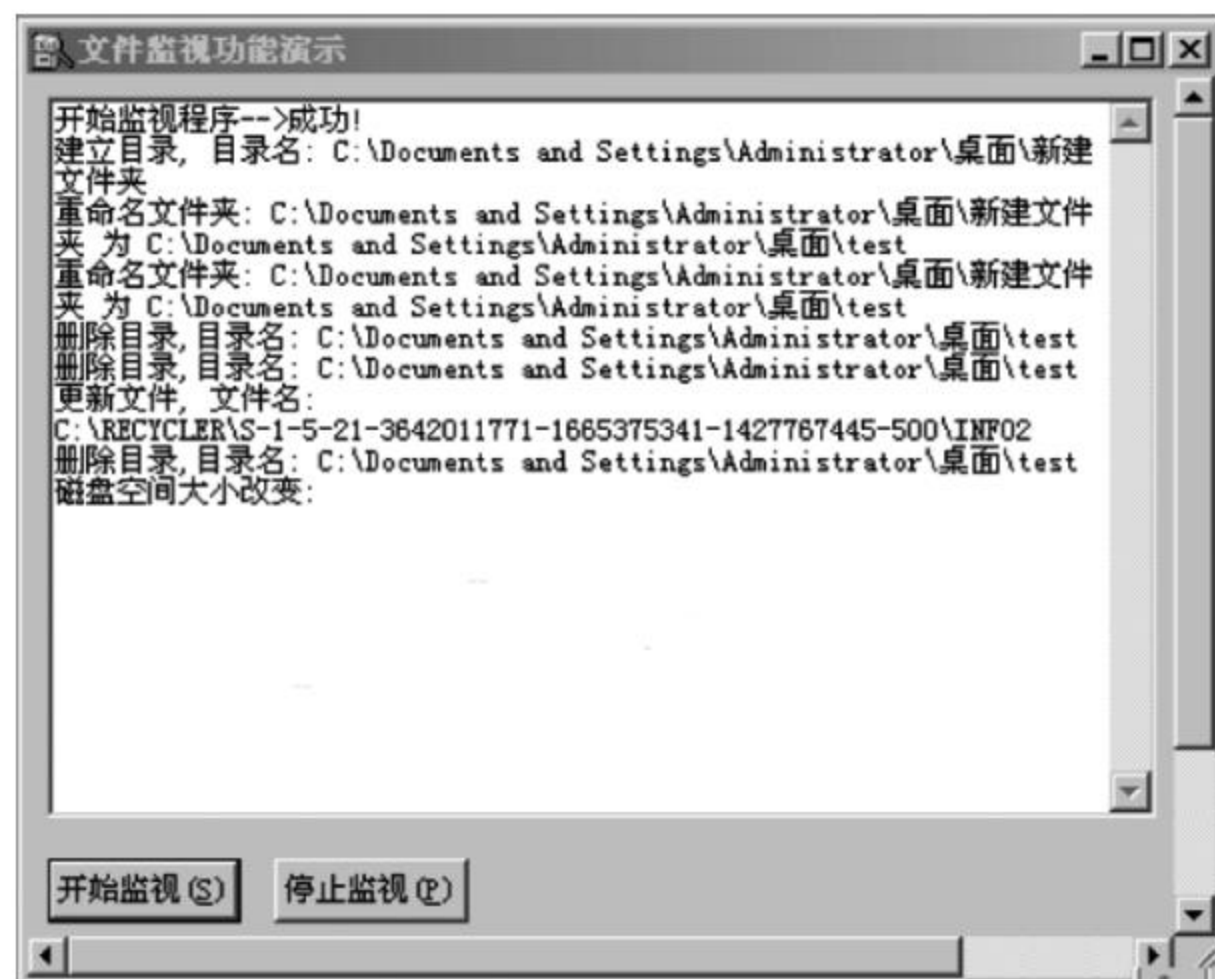 文件监视功能演示
开始监视程序-->成功!
建立目录, 目录名: C:\Documents and Settings\Administrator\桌面\新建
文件夹
重命名文件夹: C:\Documents and Settings\Administrator\桌面\新建文件
夹 为 C:\Documents and Settings\Administrator\桌面\test
重命名文件夹: C:\Documents and Settings\Administrator\桌面\新建文件
夹 为 C:\Documents and Settings\Administrator\桌面\test
删除目录,目录名: C:\Documents and Settings\Administrator\桌面\test
删除目录,目录名: C:\Documents and Settings\Administrator\桌面\test
更新文件, 文件名:
C:\RECYCLER\S-1-5-21-3642011771-1665375341-1427767445-500\INFO2
删除目录,目录名: C:\Documents and Settings\Administrator\桌面\test
磁盘空间大小改变:
开始监视(S) 停止监视(P)